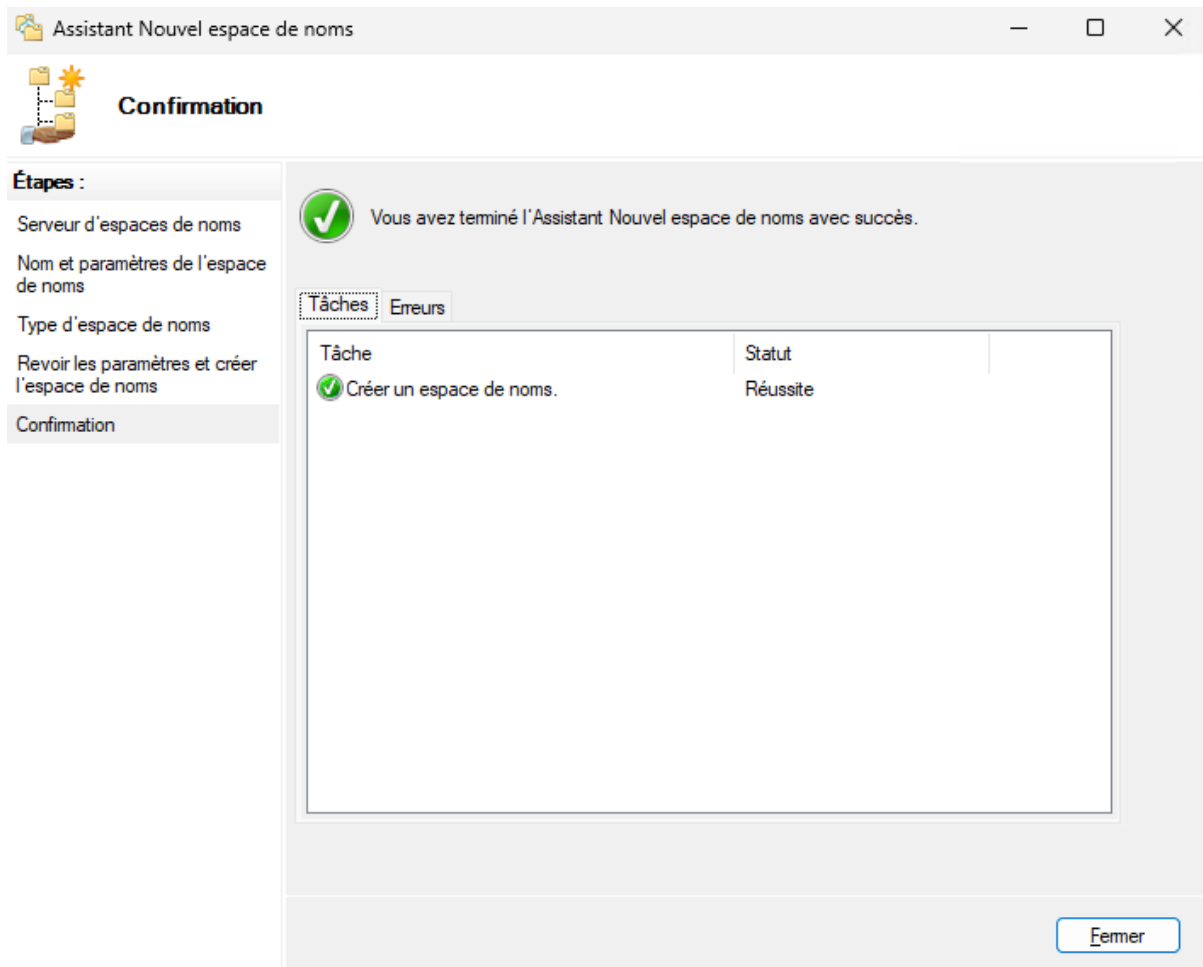 Assistant Nouvel espace de noms
Confirmation
Étapes :
Serveur d'espaces de noms
Nom et paramètres de l'espace
de noms
Type d'espace de noms
Revoir les paramètres et créer
l'espace de noms
Confirmation
Vous avez terminé l'Assistant Nouvel espace de noms avec succès.
Tâches Erreurs
Tâche Statut
Créer un espace de noms. Réussite
Fermer